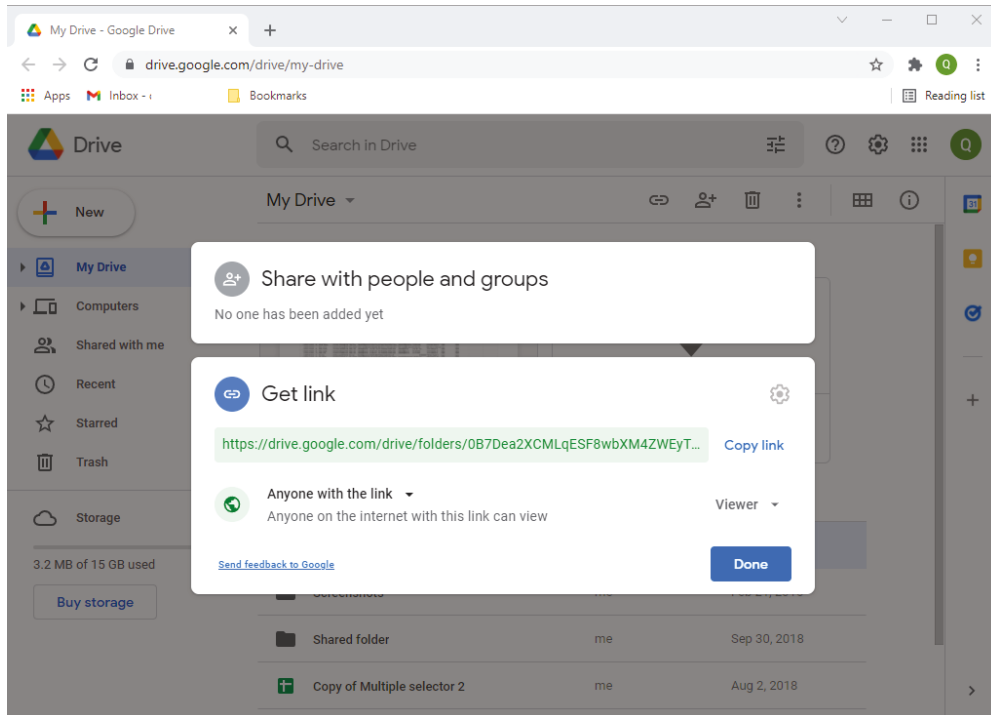 My Drive - Google Drive
drive.google.com/drive/my-drive
Q
Apps
Inbox -
Bookmarks
Reading list
Drive
Search in Drive
Q
New
My Drive
31
My Drive
Computers
Shared with me
Recent
Starred
Trash
Storage
3.2 MB of 15 GB used
Buy storage
Share with people and groups
No one has been added yet
Get link
https://drive.google.com/drive/folders/0B7Dea2XCMLqESF8wbXM4ZWEyT...
Copy link
Anyone with the link
Anyone on the internet with this link can view
Viewer
Send feedback to Google
Done
Screenshots
Shared folder me Sep 30, 2018
Copy of Multiple selector 2 me Aug 2, 2018